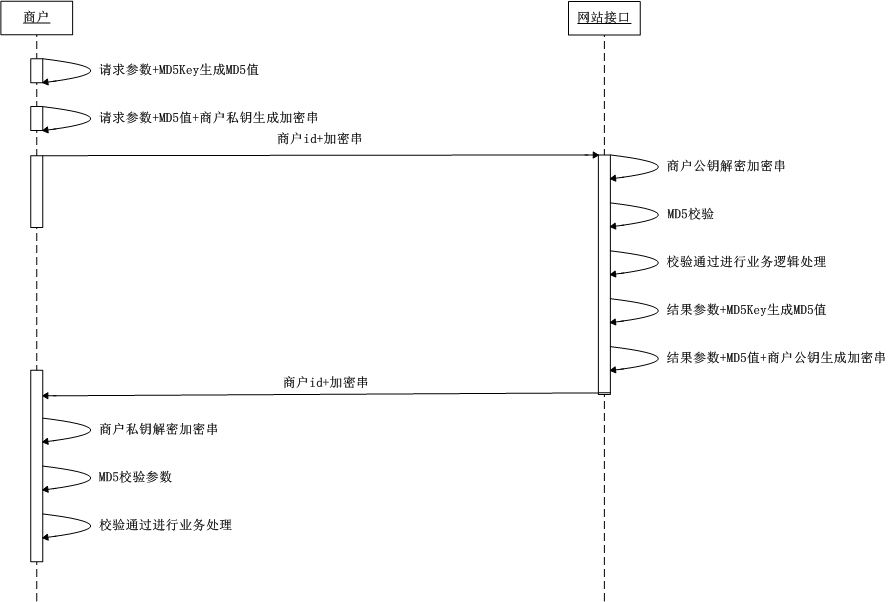 商户
网站接口
请求参数+MD5Key生成MD5值
请求参数+MD5值+商户私钥生成加密串
商户id+加密串
商户公钥解密加密串
MD5校验
校验通过进行业务逻辑处理
结果参数+MD5Key生成MD5值
结果参数+MD5值+商户公钥生成加密串
商户id+加密串
商户私钥解密加密串
MD5校验参数
校验通过进行业务处理